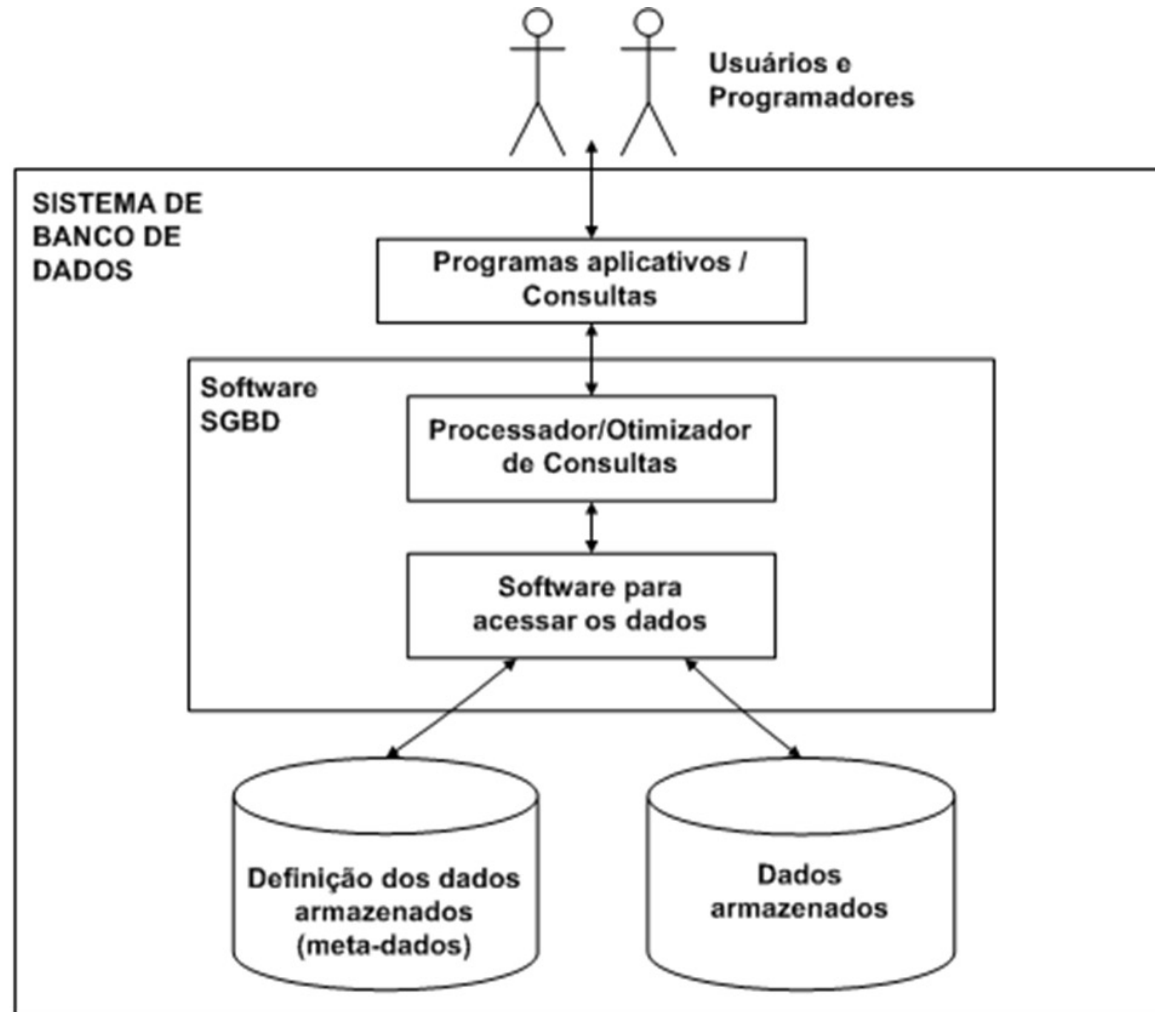 Usuários e
Programadores
SISTEMA DE
BANCO DE
DADOS
Programas aplicativos /
Consultas
Software
SGBD
Processador/Otimizador
de Consultas
Software para
acessar os dados
Definição dos dados
armazenados
(meta-dados)
Dados
armazenados